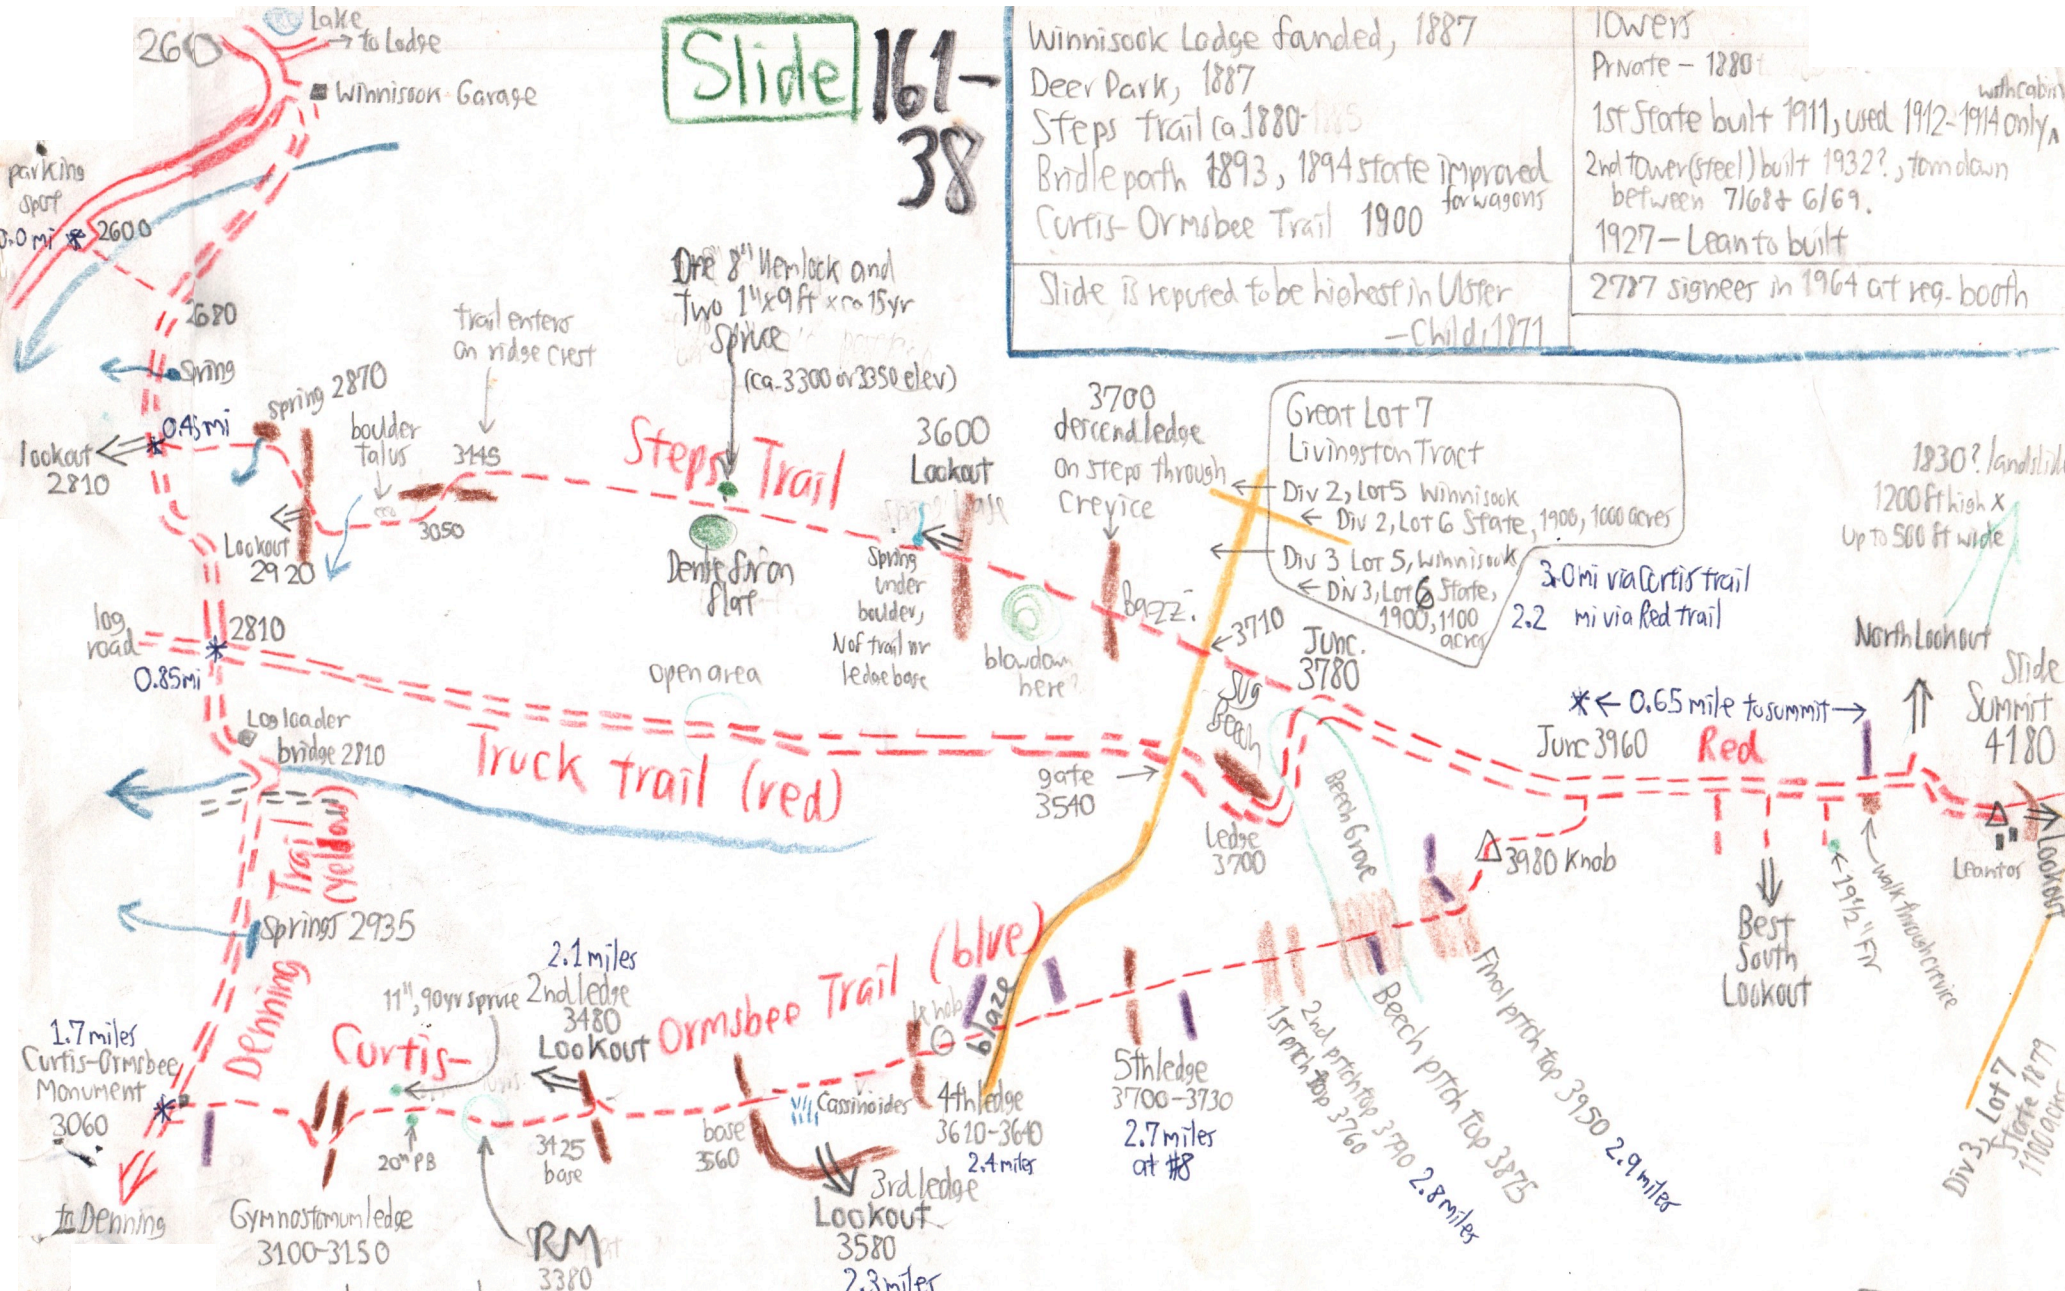 Lake
→ to Lodge
2600
Winnisook Garage
Slide
161-
38
Winnisook Lodge founded, 1887
Deer Park, 1887
Steps trail ca 1880-1885
Bridle path 1893, 1894 state improved
for wagons
Curtis-Ormsbee Trail 1900
Slide is reputed to be highest in Ulster
—Child, 1871
Towers
Private - 1880
with cabin
1st State built 1911, used 1912-1914 only
2nd tower (steel) built 1932?, torn down
between 7/68 & 6/69.
1927 — Leanto built
2787 signees in 1964 at reg. booth
parking
spot
0.0 mi
2600
2680
Spring
0.45 mi
lookout
2810
spring 2870
boulder
talus
Lookout
2920
trail enters
on ridge crest
3145
3050
One 8" Hemlock and
Two 1" x 9 ft x ca 15 yr
Spruce
(ca. 3300 or 3350 elev)
Steps Trail
Dense fir on
flat
3600
Lookout
Spring
under
boulder,
Not trail nr
ledge base
blowdown
here?
3700
descend ledge
on steps through
crevice
Bazz.
3710
Great Lot 7
Livingston Tract
Div 2, Lot 5 Winnisook
← Div 2, Lot 6 State, 1900, 1000 acres
Div 3 Lot 5, Winnisook
← Div 3, Lot 6 State,
1900, 1100
acres
3.0 mi via Curtis trail
2.2 mi via Red trail
1830? landslide
1200 ft high x
up to 500 ft wide
North Lookout
Slide
Summit
4180
log
road
2810
0.85 mi
Log loader
bridge 2810
open area
Truck trail (red)
gate
3540
Sug
Beech
Junc.
3780
Ledge
3700
Beech Grove
* ← 0.65 mile to summit →
Junc 3960
Red
3980 Knob
Best
South
Lookout
← 19½" Fir
walk through crevice
Leantos
Lookout
Trail
(yellow)
Denning
Springs 2935
1.7 miles
Curtis-Ormsbee
Monument
3060
to Denning
Curtis-
Ormsbee Trail (blue)
Gymnostomum ledge
3100-3150
11", 90 yr spruce
20" PB
RM
3380
2.1 miles
2nd ledge
3480
Lookout
3425
base
base
3560
Cassinoides
3rd ledge
Lookout
3580
2.3 miles
Knob
blaze
4th ledge
3610-3640
2.4 miles
5th ledge
3700-3730
2.7 miles
at #8
1st pitch top 3760
2nd pitch top 3790 2.8 miles
Beech pitch top 3875
Final pitch top 3950 2.9 miles
Div 3, Lot 7
State 1879
1100 acres